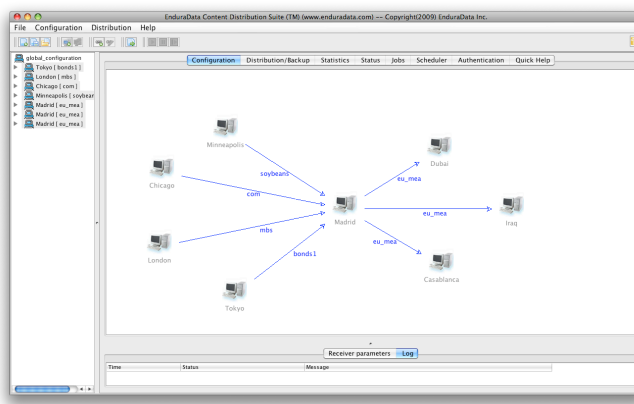 EnduraData Content Distribution Suite (TM) (www.enduradata.com) -- Copyright(2009) EnduraData Inc.
File Configuration Distribution Help
global_configuration
Tokyo [ bonds1 ]
London [ mbs ]
Chicago [ com ]
Minneapolis [ soybean
Madrid [ eu_mea ]
Madrid [ eu_mea ]
Madrid [ eu_mea ]
Configuration Distribution/Backup Statistics Status Jobs Scheduler Authentication Quick Help
Minneapolis
Dubai
soybeans
eu_mea
Chicago
com
eu_mea
Madrid
Iraq
mbs
eu_mea
bonds1
London
Casablanca
Tokyo
Receiver parameters Log
Time Status Message